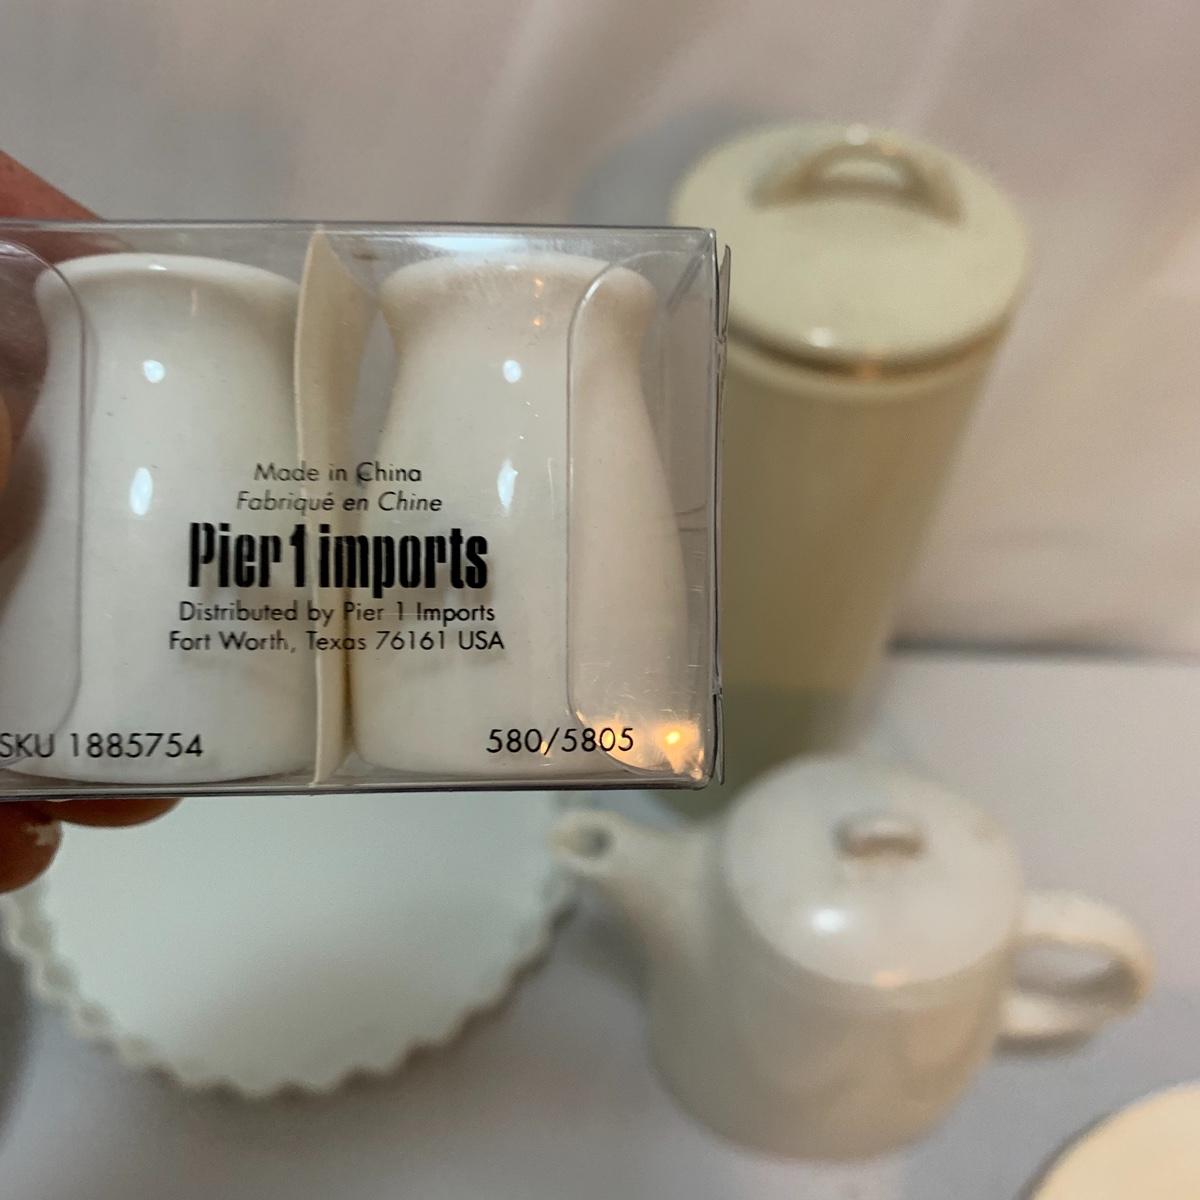 Made in China
Fabriqué en Chine
Pier 1 imports
Distributed by Pier 1 Imports
Fort Worth, Texas 76161 USA
SKU 1885754
580/5805